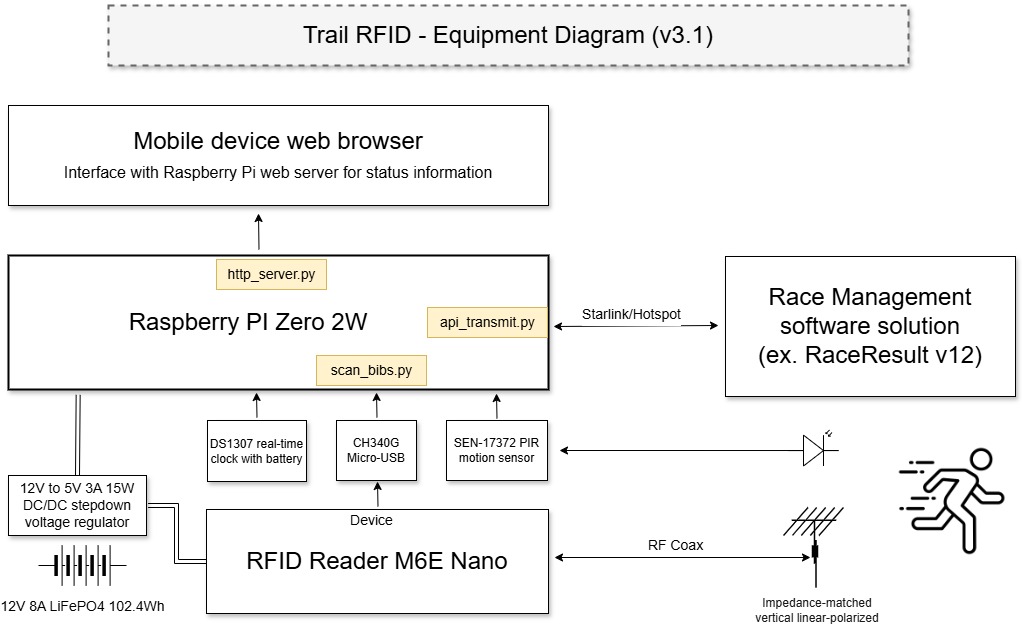 Trail RFID - Equipment Diagram (v3.1)
Mobile device web browser
Interface with Raspberry Pi web server for status information
http_server.py
Raspberry PI Zero 2W
api_transmit.py
scan_bibs.py
Starlink/Hotspot
Race Management
software solution
(ex. RaceResult v12)
DS1307 real-time
clock with battery
CH340G
Micro-USB
SEN-17372 PIR
motion sensor
12V to 5V 3A 15W
DC/DC stepdown
voltage regulator
Device
RFID Reader M6E Nano
RF Coax
12V 8A LiFePO4 102.4Wh
Impedance-matched
vertical linear-polarized